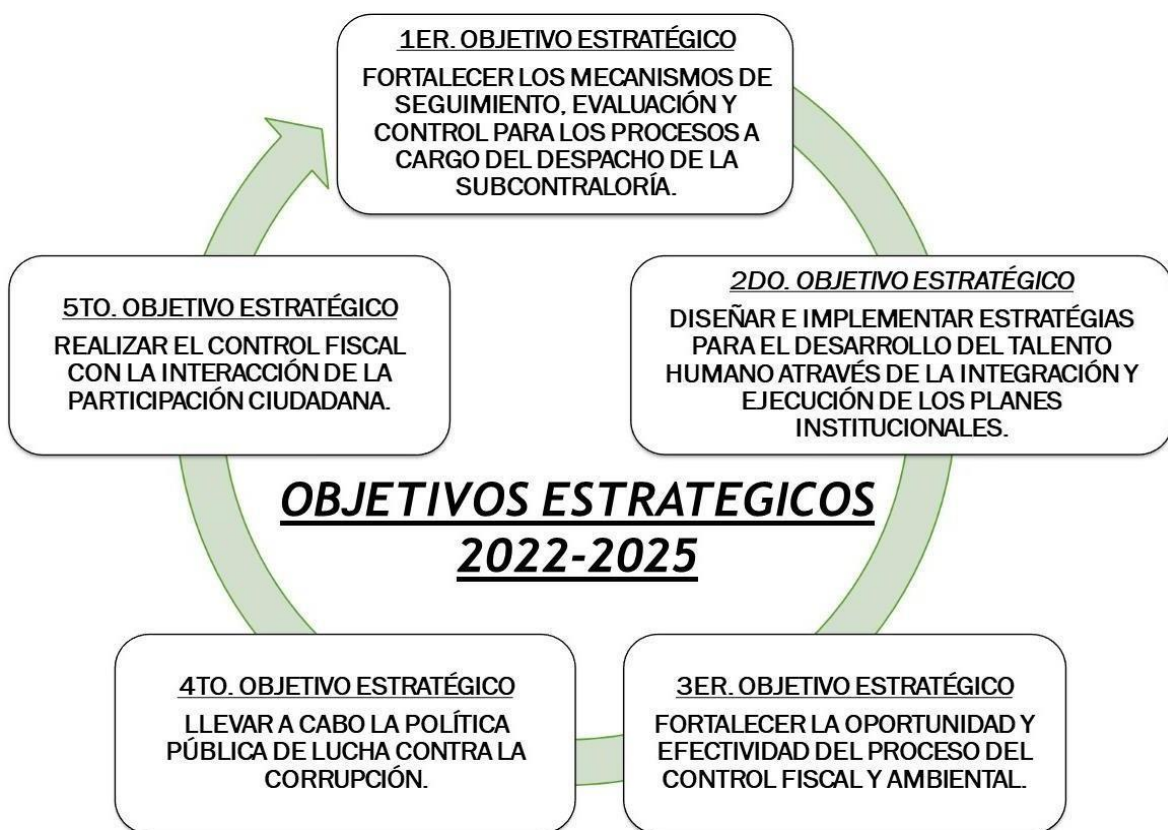 1ER. OBJETIVO ESTRATÉGICO
FORTALECER LOS MECANISMOS DE
SEGUIMIENTO, EVALUACIÓN Y
CONTROL PARA LOS PROCESOS A
CARGO DEL DESPACHO DE LA
SUBCONTRALORÍA.
2DO. OBJETIVO ESTRATÉGICO
DISEÑAR E IMPLEMENTAR ESTRATÉGIAS
PARA EL DESARROLLO DEL TALENTO
HUMANO ATRAVÉS DE LA INTEGRACIÓN Y
EJECUCIÓN DE LOS PLANES
INSTITUCIONALES.
3ER. OBJETIVO ESTRATÉGICO
FORTALECER LA OPORTUNIDAD Y
EFECTIVIDAD DEL PROCESO DEL
CONTROL FISCAL Y AMBIENTAL.
4TO. OBJETIVO ESTRATÉGICO
LLEVAR A CABO LA POLÍTICA
PÚBLICA DE LUCHA CONTRA LA
CORRUPCIÓN.
5TO. OBJETIVO ESTRATÉGICO
REALIZAR EL CONTROL FISCAL
CON LA INTERACCIÓN DE LA
PARTICIPACIÓN CIUDADANA.
OBJETIVOS ESTRATEGICOS
2022-2025